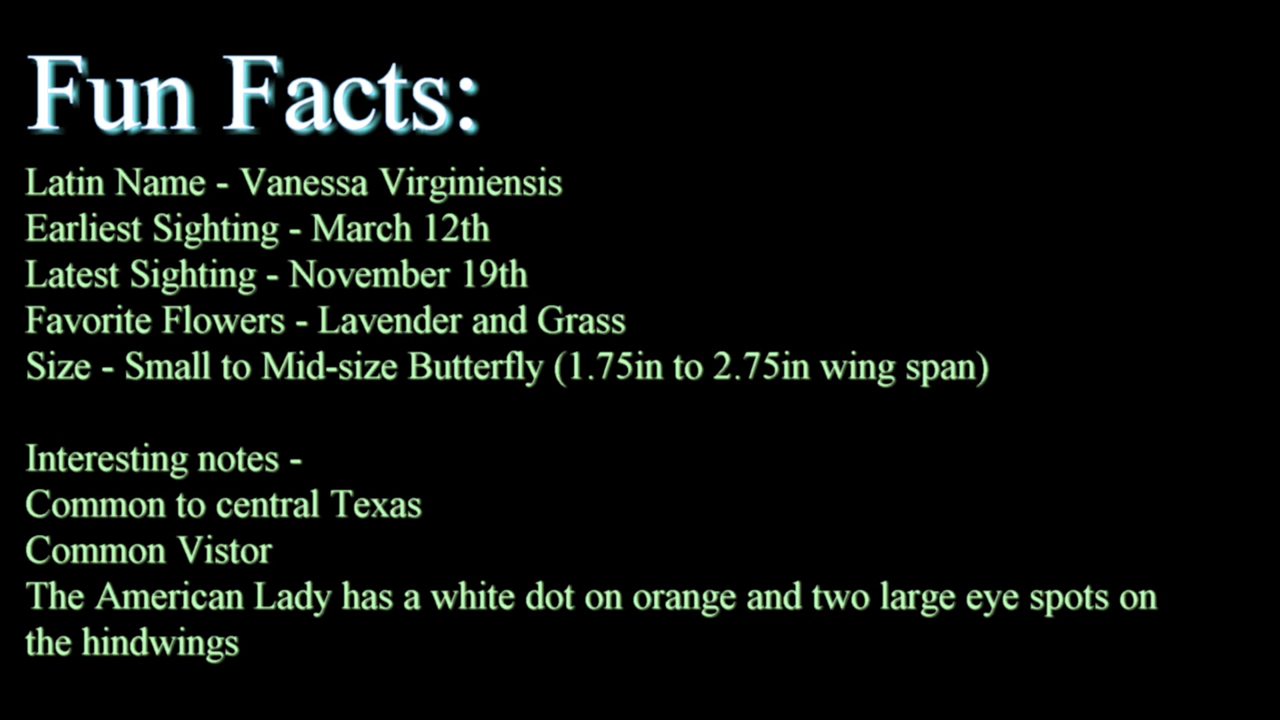 Fun Facts:
Latin Name - Vanessa Virginiensis
Earliest Sighting - March 12th
Latest Sighting - November 19th
Favorite Flowers - Lavender and Grass
Size - Small to Mid-size Butterfly (1.75in to 2.75in wing span)
Interesting notes -
Common to central Texas
Common Vistor
The American Lady has a white dot on orange and two large eye spots on
the hindwings